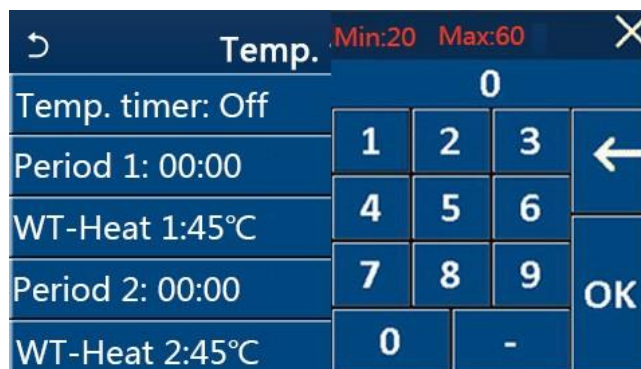 Temp.
Temp. timer: Off
Period 1: 00:00
WT-Heat 1:45℃
Period 2: 00:00
WT-Heat 2:45℃
Min:20 Max:60
0
1 2 3
4 5 6
7 8 9
OK
0 -